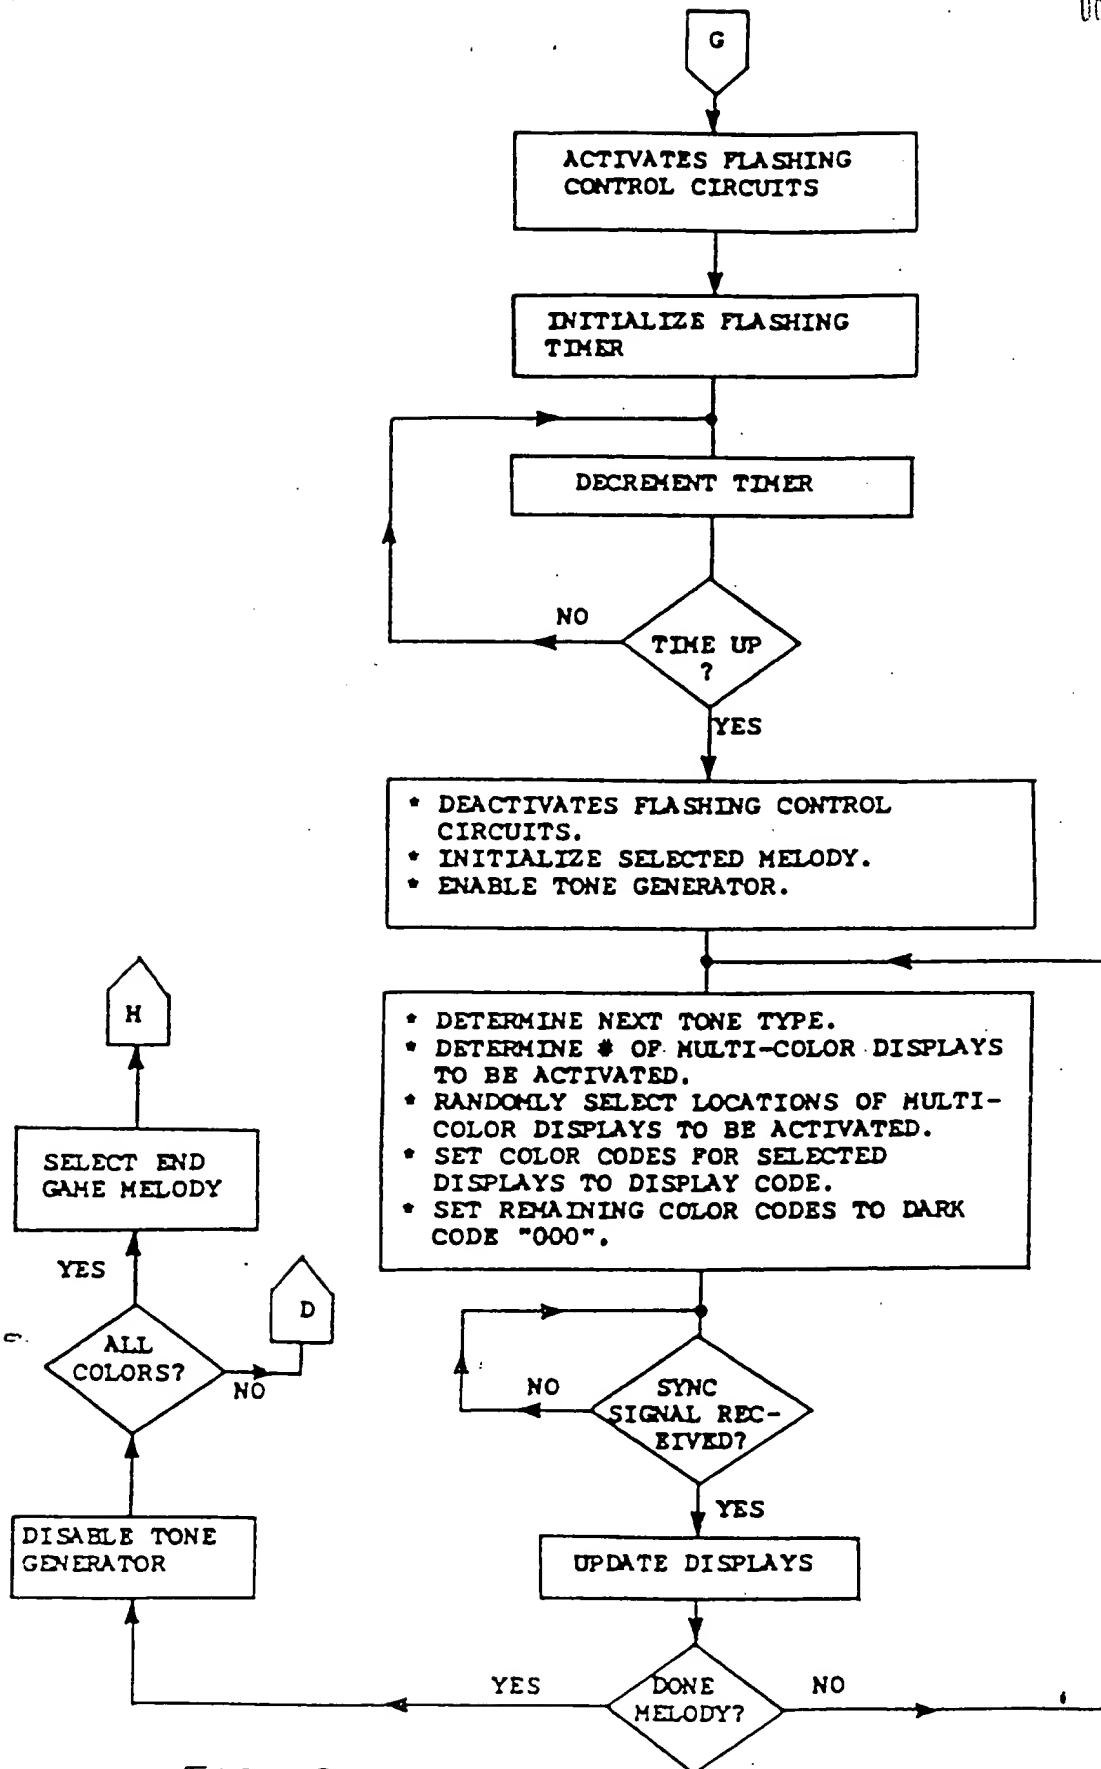 G
ACTIVATES FLASHING
CONTROL CIRCUITS
INITIALIZE FLASHING
TIMER
DECREMENT TIMER
NO
TIME UP
?
YES
* DEACTIVATES FLASHING CONTROL
CIRCUITS.
* INITIALIZE SELECTED MELODY.
* ENABLE TONE GENERATOR.
H
* DETERMINE NEXT TONE TYPE.
* DETERMINE # OF MULTI-COLOR DISPLAYS
TO BE ACTIVATED.
* RANDOMLY SELECT LOCATIONS OF MULTI-
COLOR DISPLAYS TO BE ACTIVATED.
* SET COLOR CODES FOR SELECTED
DISPLAYS TO DISPLAY CODE.
* SET REMAINING COLOR CODES TO DARK
CODE "000".
SELECT END
GAME MELODY
YES
D
ALL
COLORS?
NO
NO
SYNC
SIGNAL REC-
EIVED?
YES
DISABLE TONE
GENERATOR
UPDATE DISPLAYS
YES
DONE
MELODY?
NO